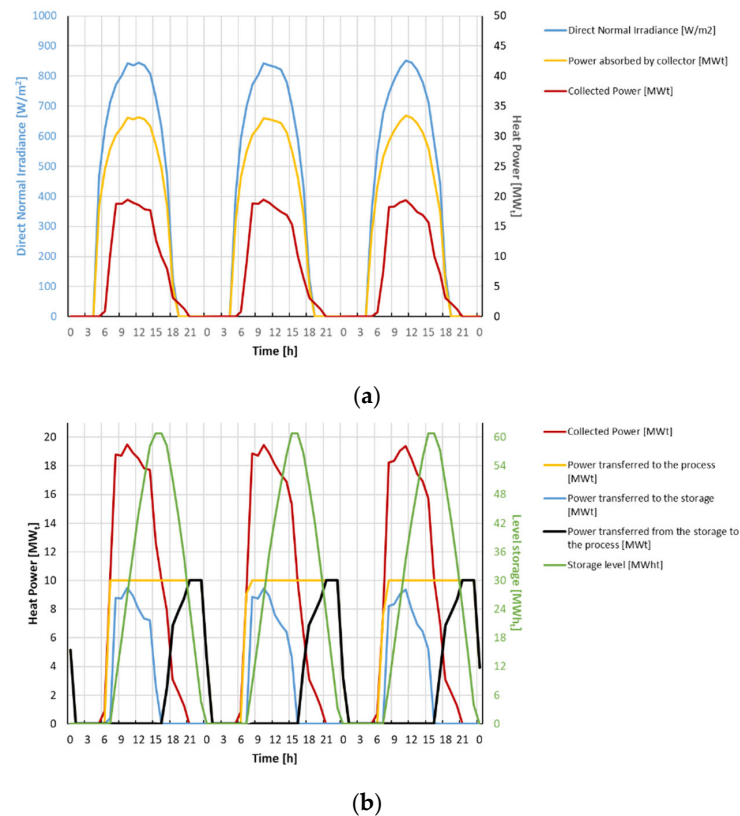 1000
900
800
700
600
500
400
300
200
100
0
Direct Normal Irradiance [W/m²]
50
45
40
35
30
25
20
15
10
5
0
Heat Power [MWt]
0 3 6 9 12 15 18 21 0 3 6 9 12 15 18 21 0 3 6 9 12 15 18 21 0
Time [h]
Direct Normal Irradiance [W/m2]
Power absorbed by collector [MWt]
Collected Power [MWt]
(a)
20
18
16
14
12
10
8
6
4
2
0
Heat Power [MWt]
60
54
48
42
36
30
24
18
12
6
0
Level storage [MWht]
0 3 6 9 12 15 18 21 0 3 6 9 12 15 18 21 0 3 6 9 12 15 18 21 0
Time [h]
Collected Power [MWt]
Power transferred to the process
[MWt]
Power transferred to the storage
[MWt]
Power transferred from the storage to
the process [MWt]
Storage level [MWht]
(b)